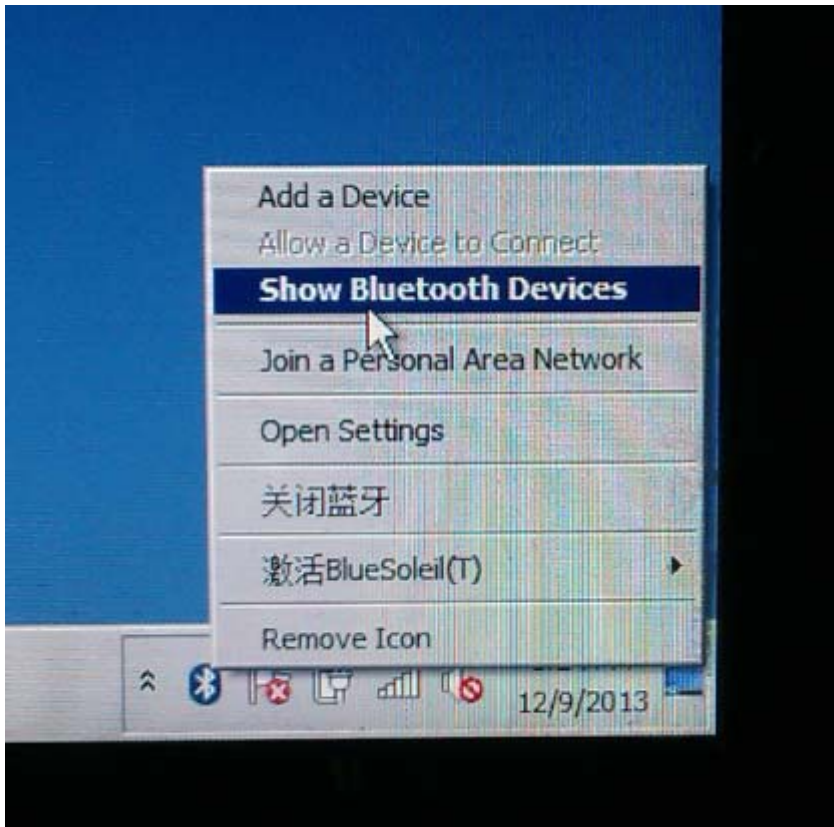 Add a Device
Allow a Device to Connect
Show Bluetooth Devices
Join a Personal Area Network
Open Settings
关闭蓝牙
激活BlueSoleil(T)
Remove Icon
12/9/2013